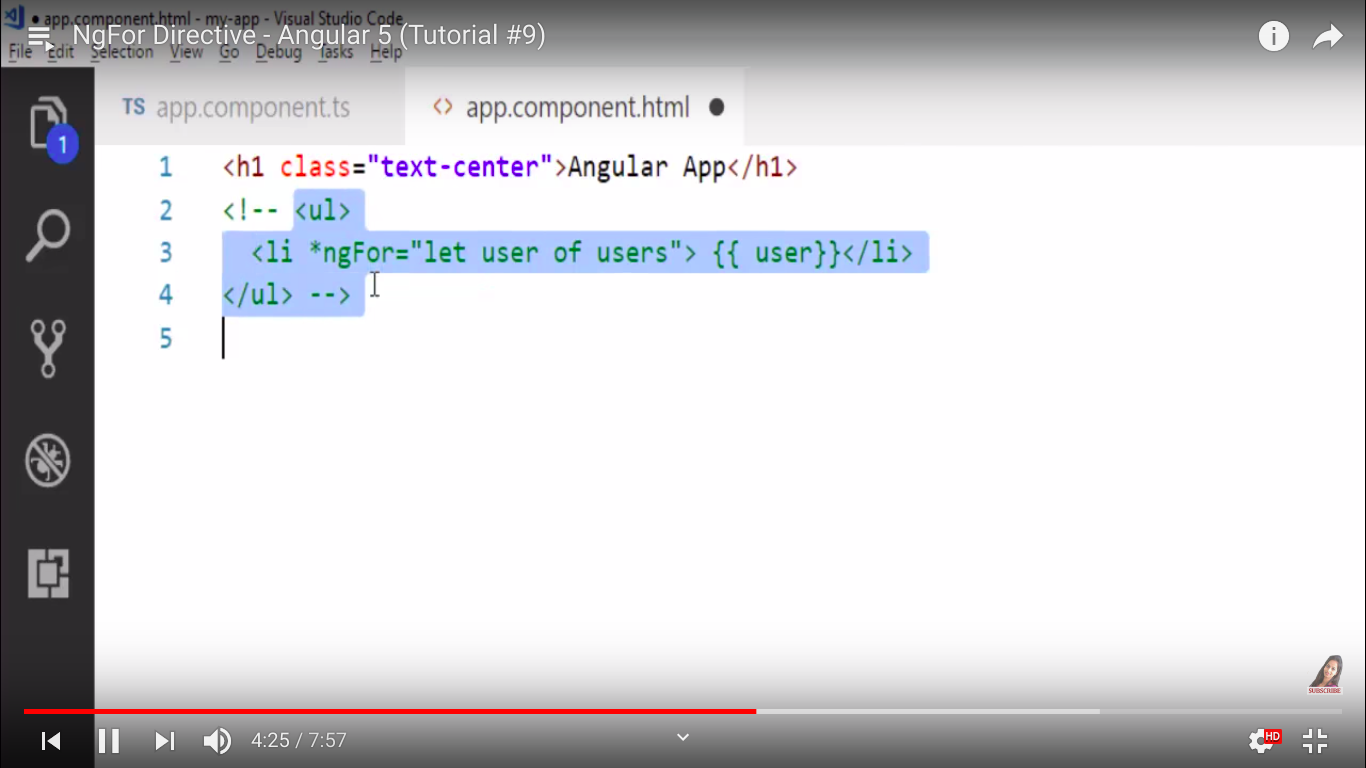 app.component.html - my-app - Visual Studio Code
NgFor Directive - Angular 5 (Tutorial #9)
File Edit Selection View Go Debug Tasks Help
TS app.component.ts <> app.component.html ●
1
1 <h1 class="text-center">Angular App</h1>
2 <!-- <ul>
3 <li *ngFor="let user of users"> {{ user}}</li>
4 </ul> -->
5
SUBSCRIBE
4:25 / 7:57
HD